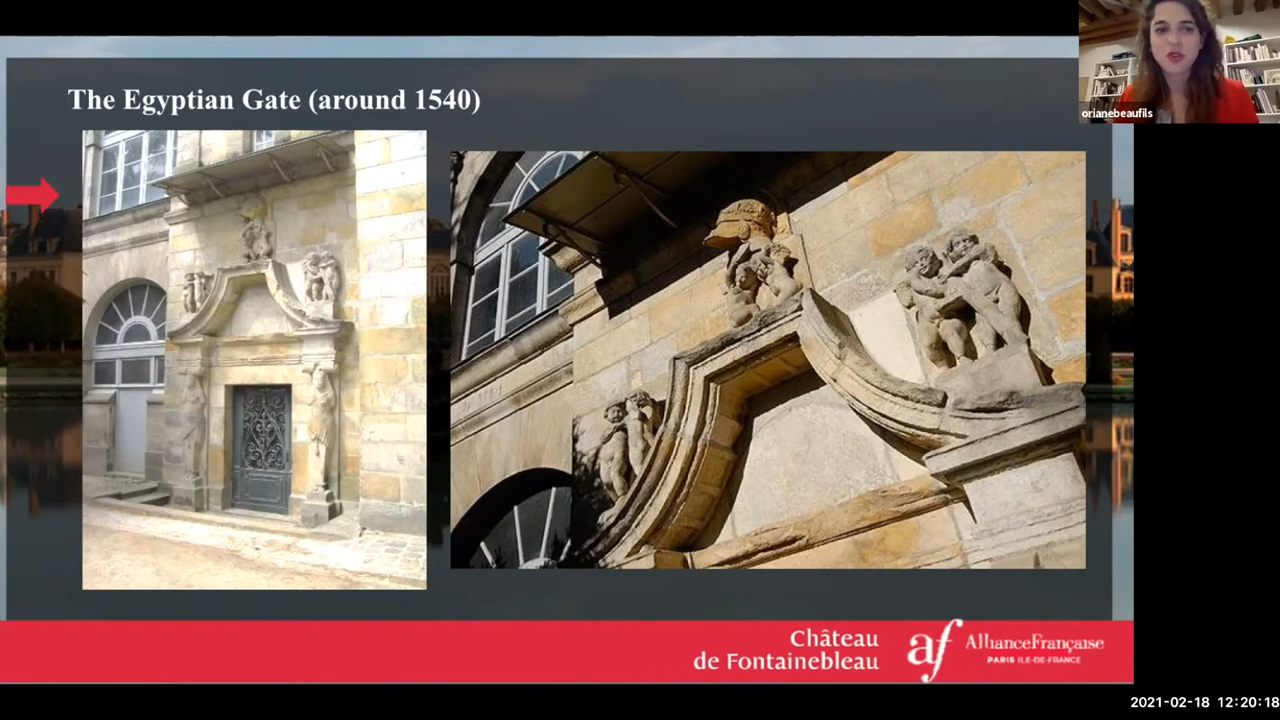 The Egyptian Gate (around 1540)
orianebeaufils
Château
de Fontainebleau
af
AllianceFrançaise
PARIS ILE-DE-FRANCE
2021-02-18 12:20:18